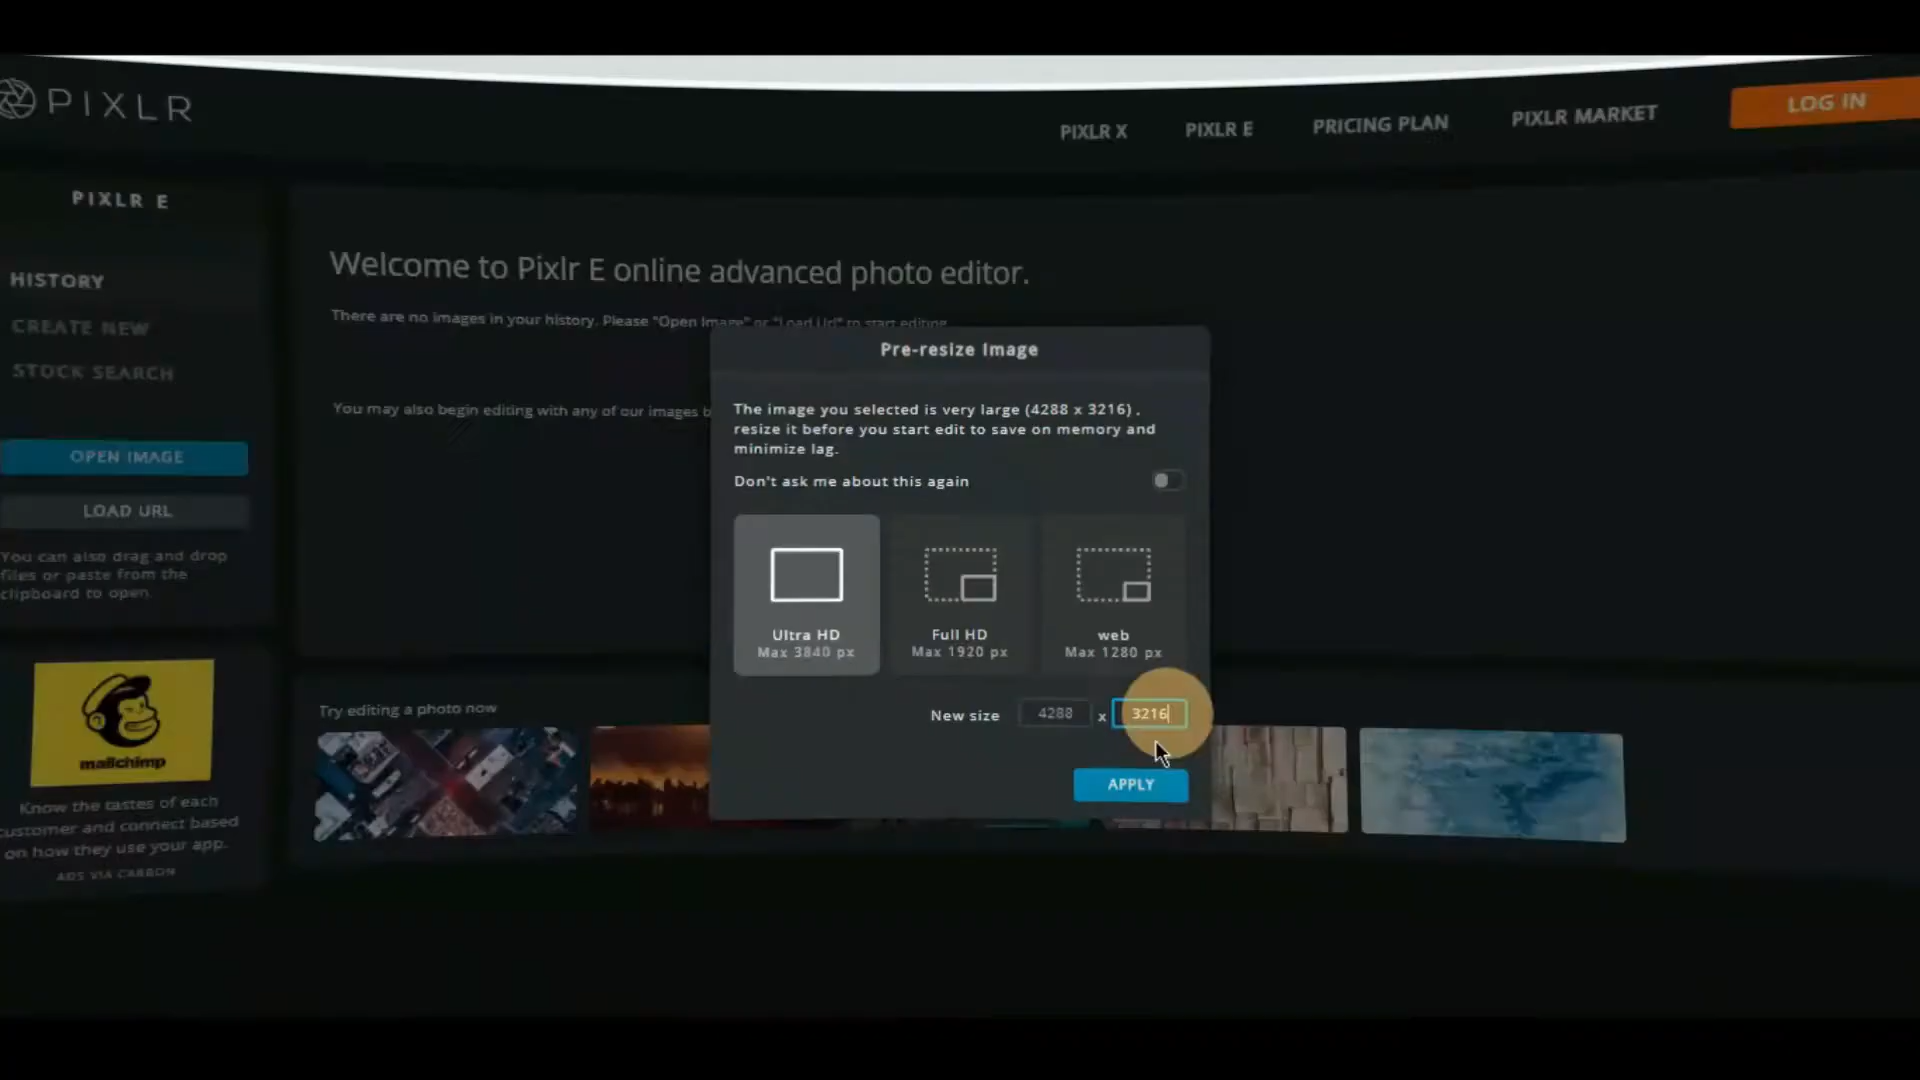 PIXLR
PIXLR X
PIXLR E
PRICING PLAN
PIXLR MARKET
LOG IN
PIXLR E
HISTORY
CREATE NEW
STOCK SEARCH
OPEN IMAGE
LOAD URL
You can also drag and drop
files or paste from the
clipboard to open.
mailchimp
Know the tastes of each
customer and connect based
on how they use your app.
ADS VIA CARBON
Welcome to Pixlr E online advanced photo editor.
There are no images in your history. Please "Open Image" or "Load Url" to start editing
You may also begin editing with any of our images b
Try editing a photo now
Pre-resize Image
The image you selected is very large (4288 x 3216) ,
resize it before you start edit to save on memory and
minimize lag.
Don't ask me about this again
Ultra HD
Max 3840 px
Full HD
Max 1920 px
web
Max 1280 px
New size 4288 x 3216
APPLY